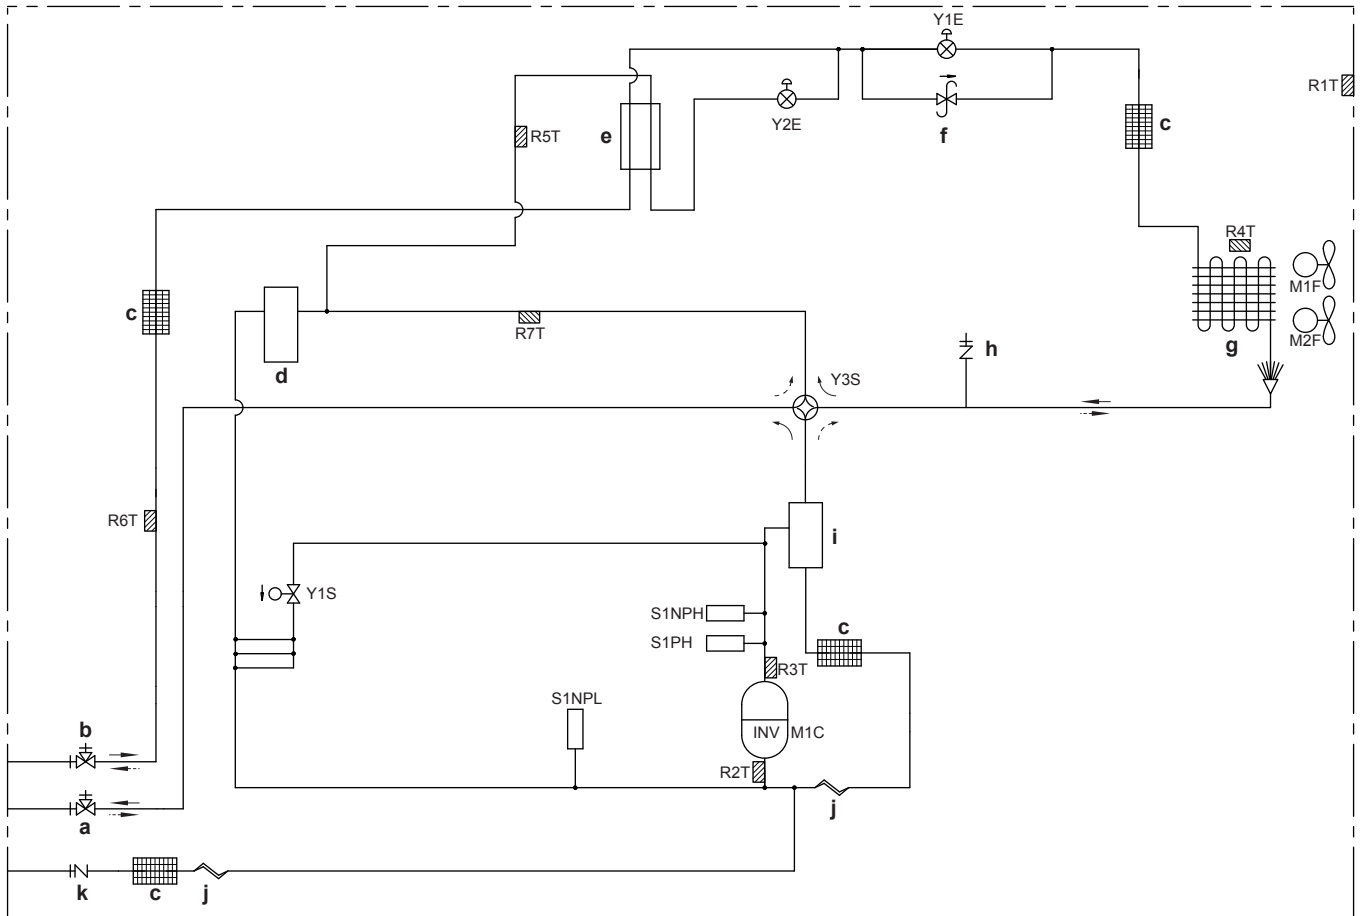 Y1E
R1T
Y2E
f
c
R5T
e
R4T
M1F
c
R7T
d
g
M2F
h
Y3S
R6T
i
Y1S
S1NPH
S1PH
c
R3T
S1NPL
b
INV
M1C
R2T
a
j
k
c
j